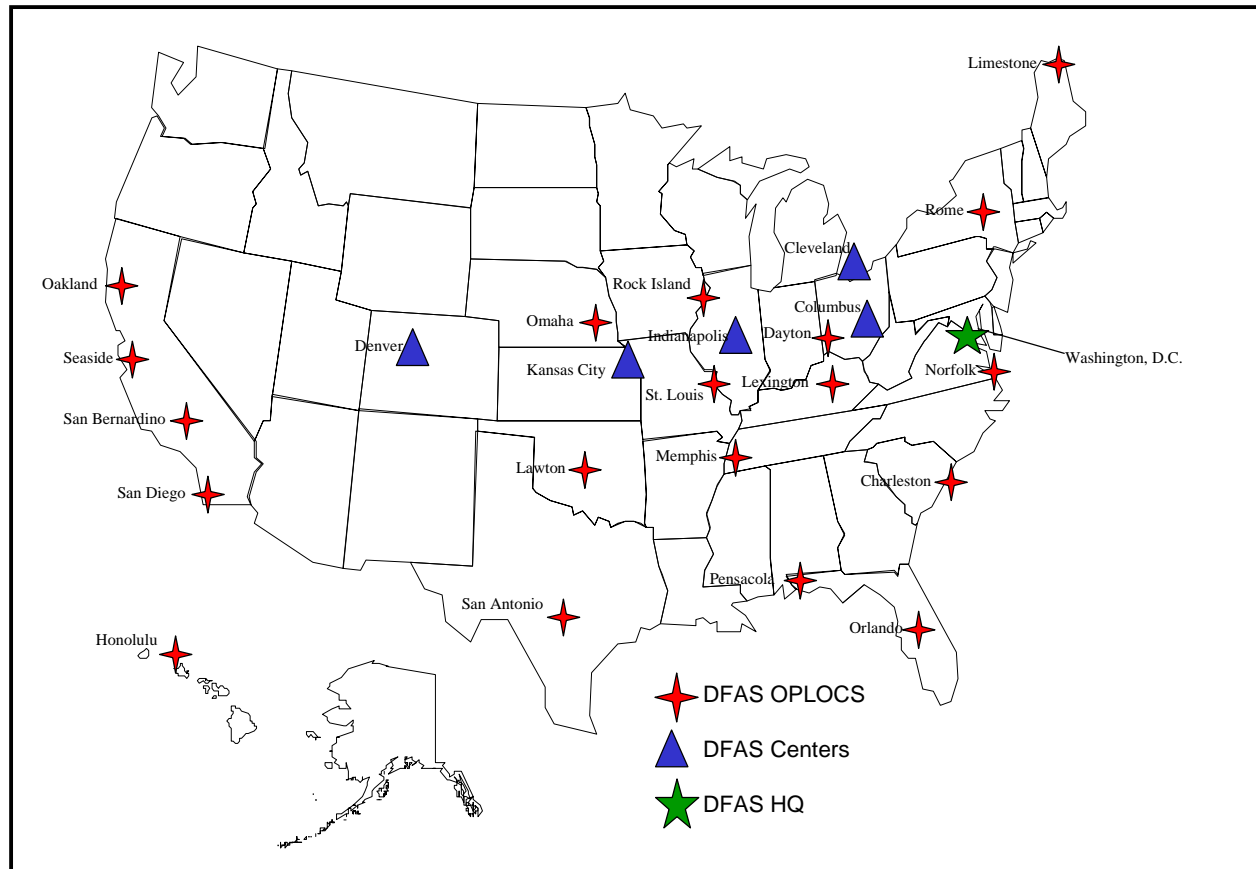 Limestone
Rome
Cleveland
Oakland
Rock Island
Columbus
Omaha
Indianapolis
Dayton
Denver
Seaside
Kansas City
Washington, D.C.
Norfolk
St. Louis
Lexington
San Bernardino
Memphis
Lawton
Charleston
San Diego
Pensacola
San Antonio
Orlando
Honolulu
DFAS OPLOCS
DFAS Centers
DFAS HQ